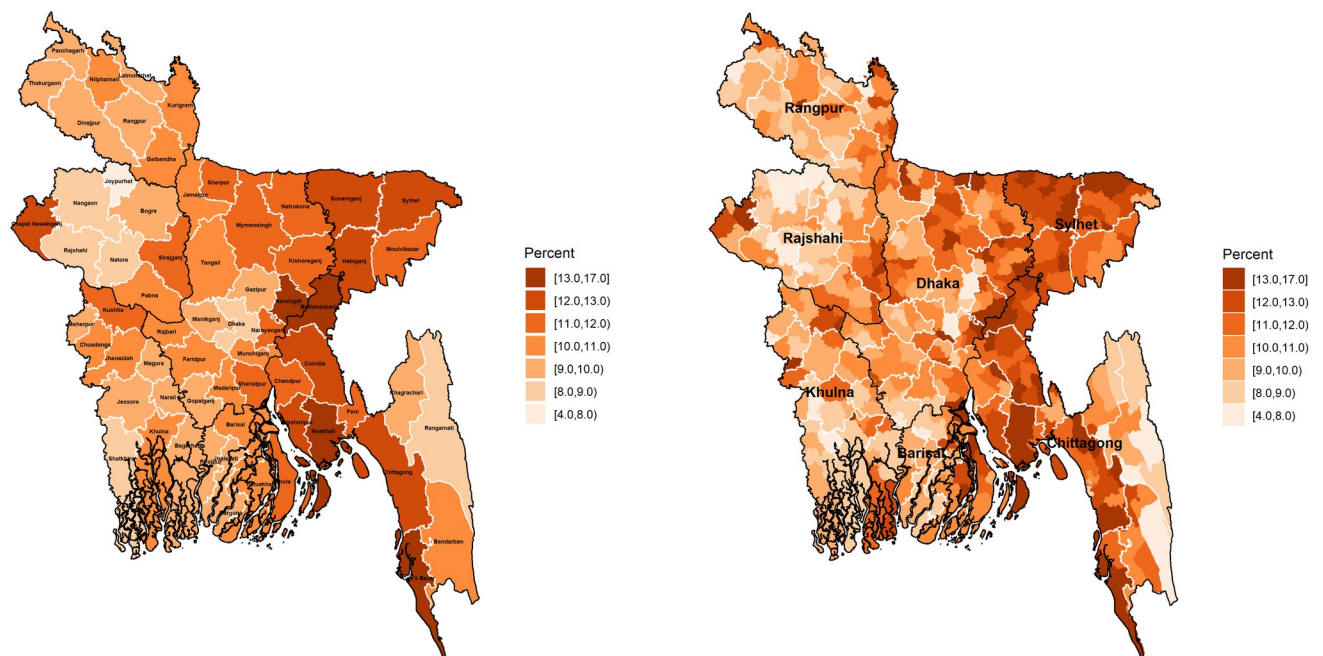 Panchagarh
Nilphamari
Lalmonirhat
Thakurgaon
Kurigram
Dinajpur
Rangpur
Gaibandha
Joypurhat
Sherpur
Jamalpur
Netrokona
Sunamganj
Sylhet
Naogaon
Bogra
Mymensingh
Chapai Nawabganj
Rajshahi
Natore
Sirajganj
Tangail
Kishoreganj
Habiganj
Moulvibazar
Gazipur
Pabna
Narsingdi
Kushtia
Manikganj
Dhaka
Rajbari
Narayanganj
Chuadanga
Jhenaidah
Magura
Faridpur
Munshiganj
Comilla
Madaripur
Shariatpur
Chandpur
Jessore
Narail
Gopalganj
Feni
Khagrachari
Barisal
Noakhali
Rangamati
Khulna
Chittagong
Bandarban
Percent
[13.0,17.0]
[12.0,13.0)
[11.0,12.0)
[10.0,11.0)
[9.0,10.0)
[8.0,9.0)
[4.0,8.0)
Rangpur
Rajshahi
Sylhet
Dhaka
Khulna
Barisal
Chittagong
Percent
[13.0,17.0]
[12.0,13.0)
[11.0,12.0)
[10.0,11.0)
[9.0,10.0)
[8.0,9.0)
[4.0,8.0)